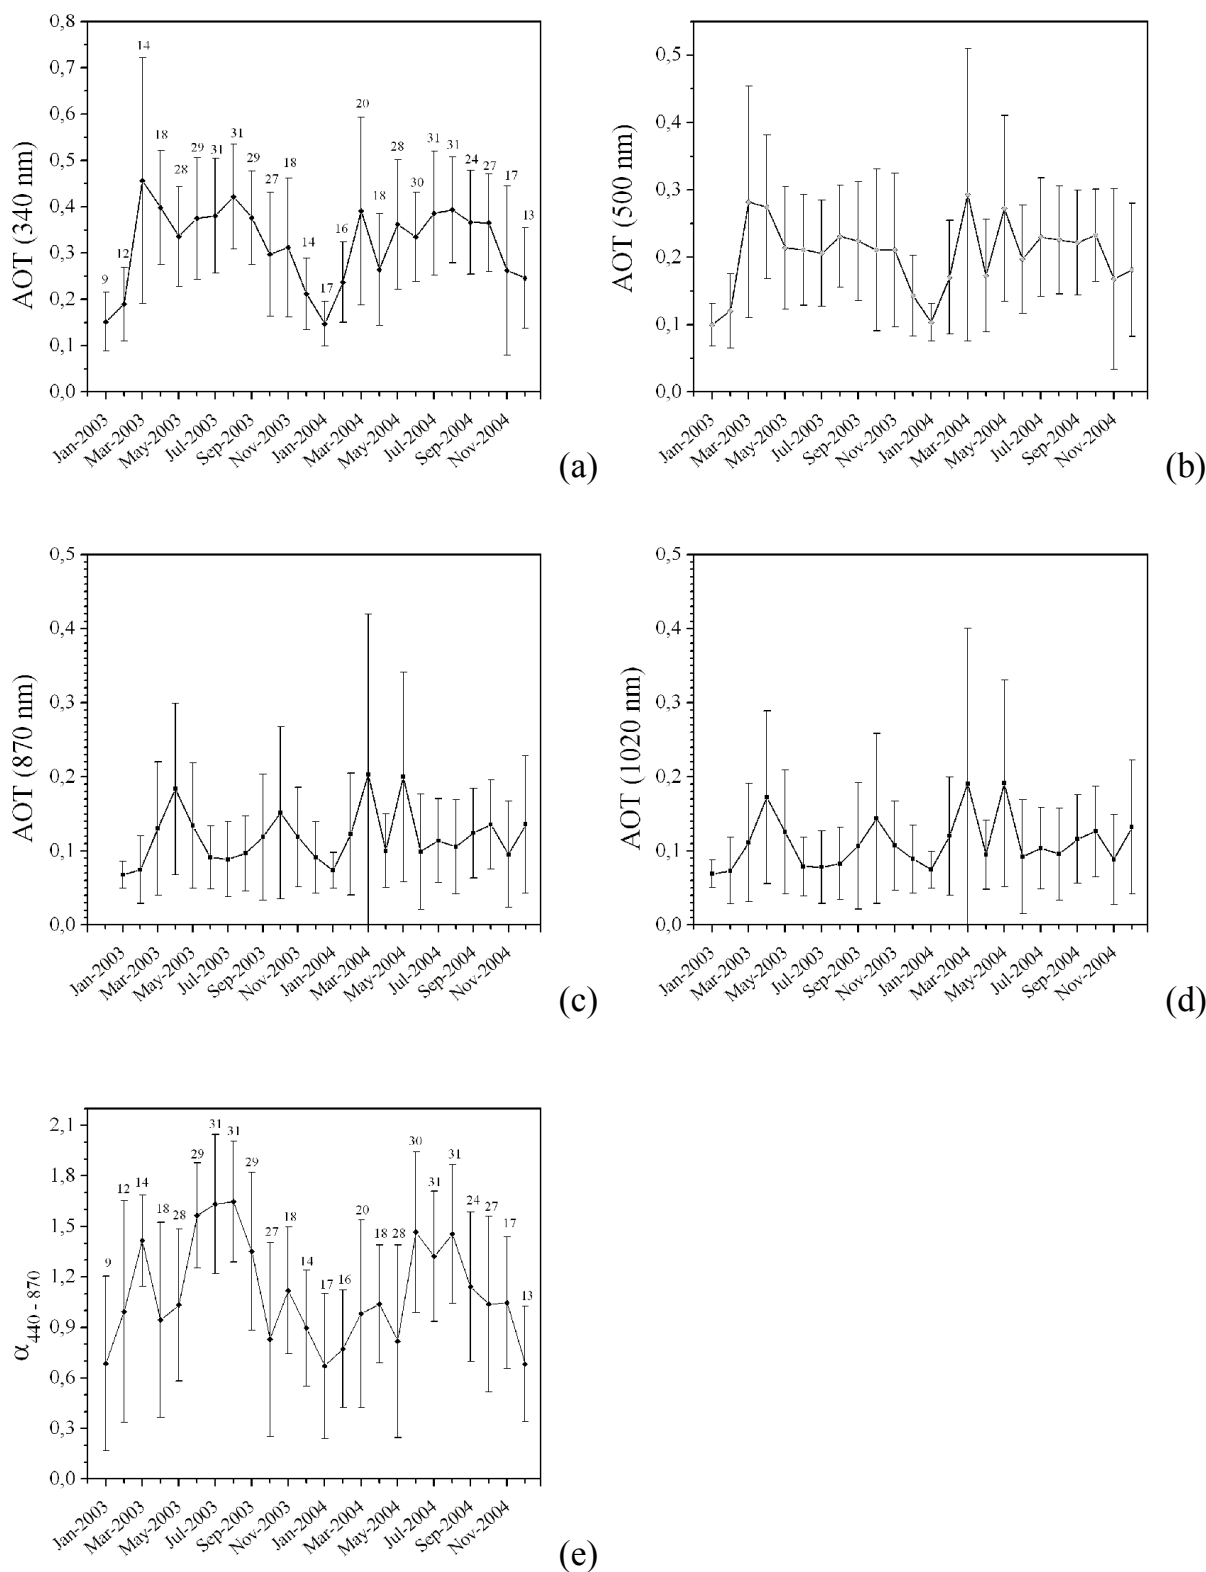 0,8
0,7
0,6
0,5
0,4
0,3
0,2
0,1
0,0
AOT (340 nm)
9
12
14
18
28
29
31
31
29
27
18
14
17
16
20
18
28
30
31
31
24
27
17
13
Jan-2003
Mar-2003
May-2003
Jul-2003
Sep-2003
Nov-2003
Jan-2004
Mar-2004
May-2004
Jul-2004
Sep-2004
Nov-2004
(a)
0,5
0,4
0,3
0,2
0,1
0,0
AOT (500 nm)
Jan-2003
Mar-2003
May-2003
Jul-2003
Sep-2003
Nov-2003
Jan-2004
Mar-2004
May-2004
Jul-2004
Sep-2004
Nov-2004
(b)
0,5
0,4
0,3
0,2
0,1
0,0
AOT (870 nm)
Jan-2003
Mar-2003
May-2003
Jul-2003
Sep-2003
Nov-2003
Jan-2004
Mar-2004
May-2004
Jul-2004
Sep-2004
Nov-2004
(c)
0,5
0,4
0,3
0,2
0,1
0,0
AOT (1020 nm)
Jan-2003
Mar-2003
May-2003
Jul-2003
Sep-2003
Nov-2003
Jan-2004
Mar-2004
May-2004
Jul-2004
Sep-2004
Nov-2004
(d)
2,1
1,8
1,5
1,2
0,9
0,6
0,3
0,0
α440 - 870
9
12
14
18
28
29
31
31
29
27
18
14
17
16
20
18
28
30
31
31
24
27
17
13
Jan-2003
Mar-2003
May-2003
Jul-2003
Sep-2003
Nov-2003
Jan-2004
Mar-2004
May-2004
Jul-2004
Sep-2004
Nov-2004
(e)